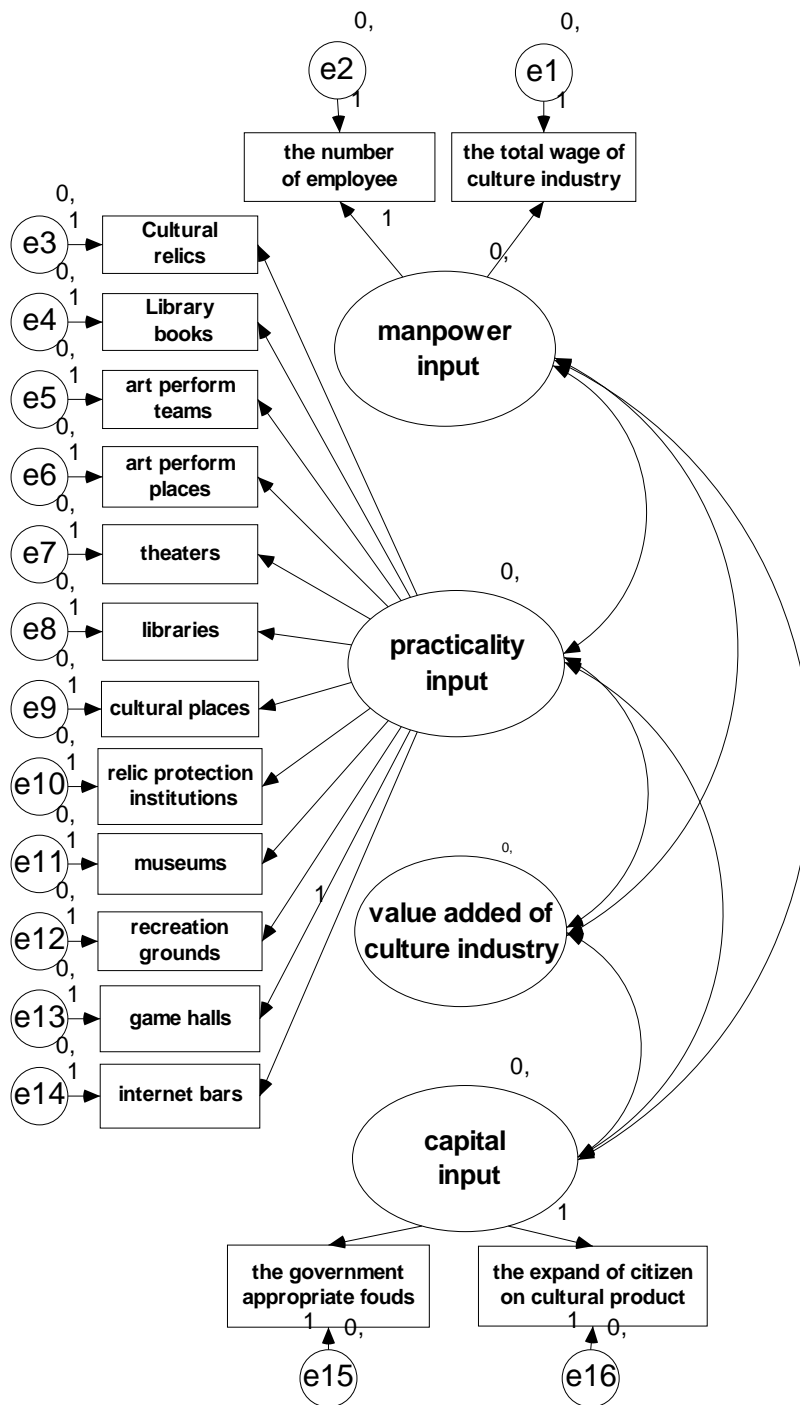 0,
0,
e2
e1
1
1
the number
of employee
the total wage of
culture industry
1
0,
manpower
input
0,
e3
1
Cultural
relics
0,
e4
1
Library
books
0,
e5
1
art perform
teams
0,
e6
1
art perform
places
0,
e7
1
theaters
0,
e8
1
libraries
0,
e9
1
cultural places
0,
e10
1
relic protection
institutions
0,
e11
1
museums
0,
e12
1
recreation
grounds
0,
e13
1
game halls
0,
e14
1
internet bars
0,
practicality
input
1
0,
value added of
culture industry
0,
capital
input
1
the government
appropriate fouds
the expand of citizen
on cultural product
1
0,
1
0,
e15
e16